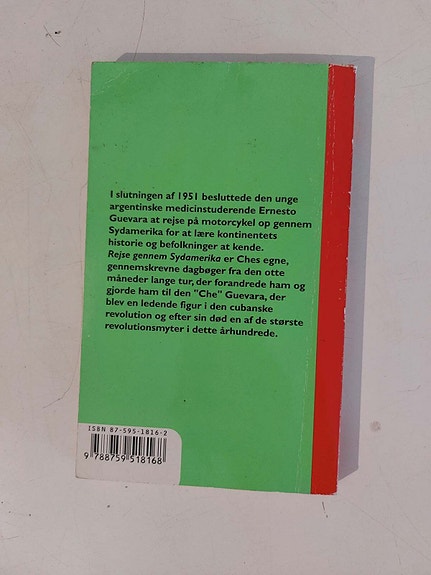 I slutningen af 1951 besluttede den unge
argentinske medicinstuderende Ernesto
Guevara at rejse på motorcykel op gennem
Sydamerika for at lære kontinentets
historie og befolkninger at kende.
Rejse gennem Sydamerika er Ches egne,
gennemskrevne dagbøger fra den otte
måneder lange tur, der forandrede ham og
gjorde ham til den "Che" Guevara, der
blev en ledende figur i den cubanske
revolution og efter sin død en af de største
revolutionsmyter i dette århundrede.
ISBN 87-595-1816-2
9 788759 518168